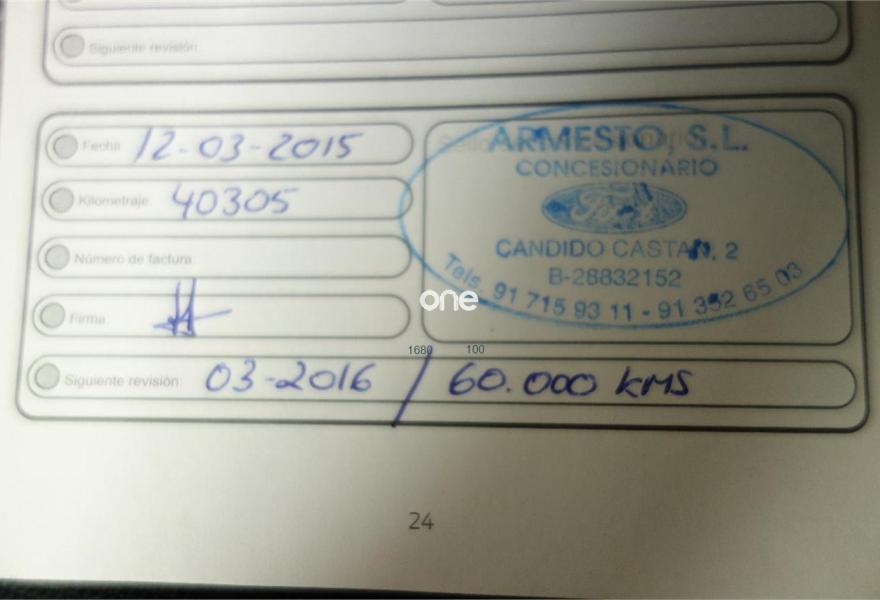 Siguiente revisión:
Fecha: 12-03-2015
Kilometraje: 40305
Número de factura:
Firma:
ARMESTO, S.L.
CONCESIONARIO
Ford
CANDIDO CASTAN, 2
B-28832152
Tels. 91 715 93 11 - 91 352 65 03
one
1680 100
Siguiente revisión: 03-2016 / 60.000 kms
24